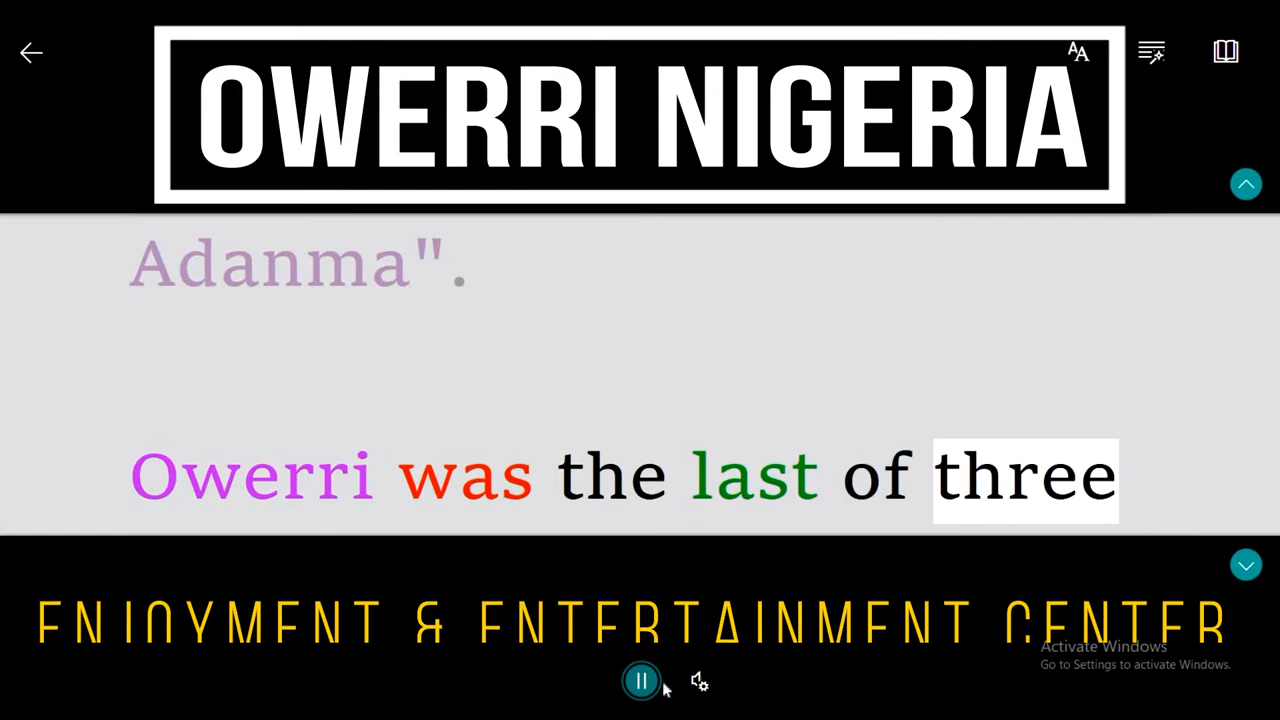 OWERRI NIGERIA
Adanma".
Owerri was the last of three
ENJOYMENT & ENTERTAINMENT CENTER
Activate Windows
Go to Settings to activate Windows.